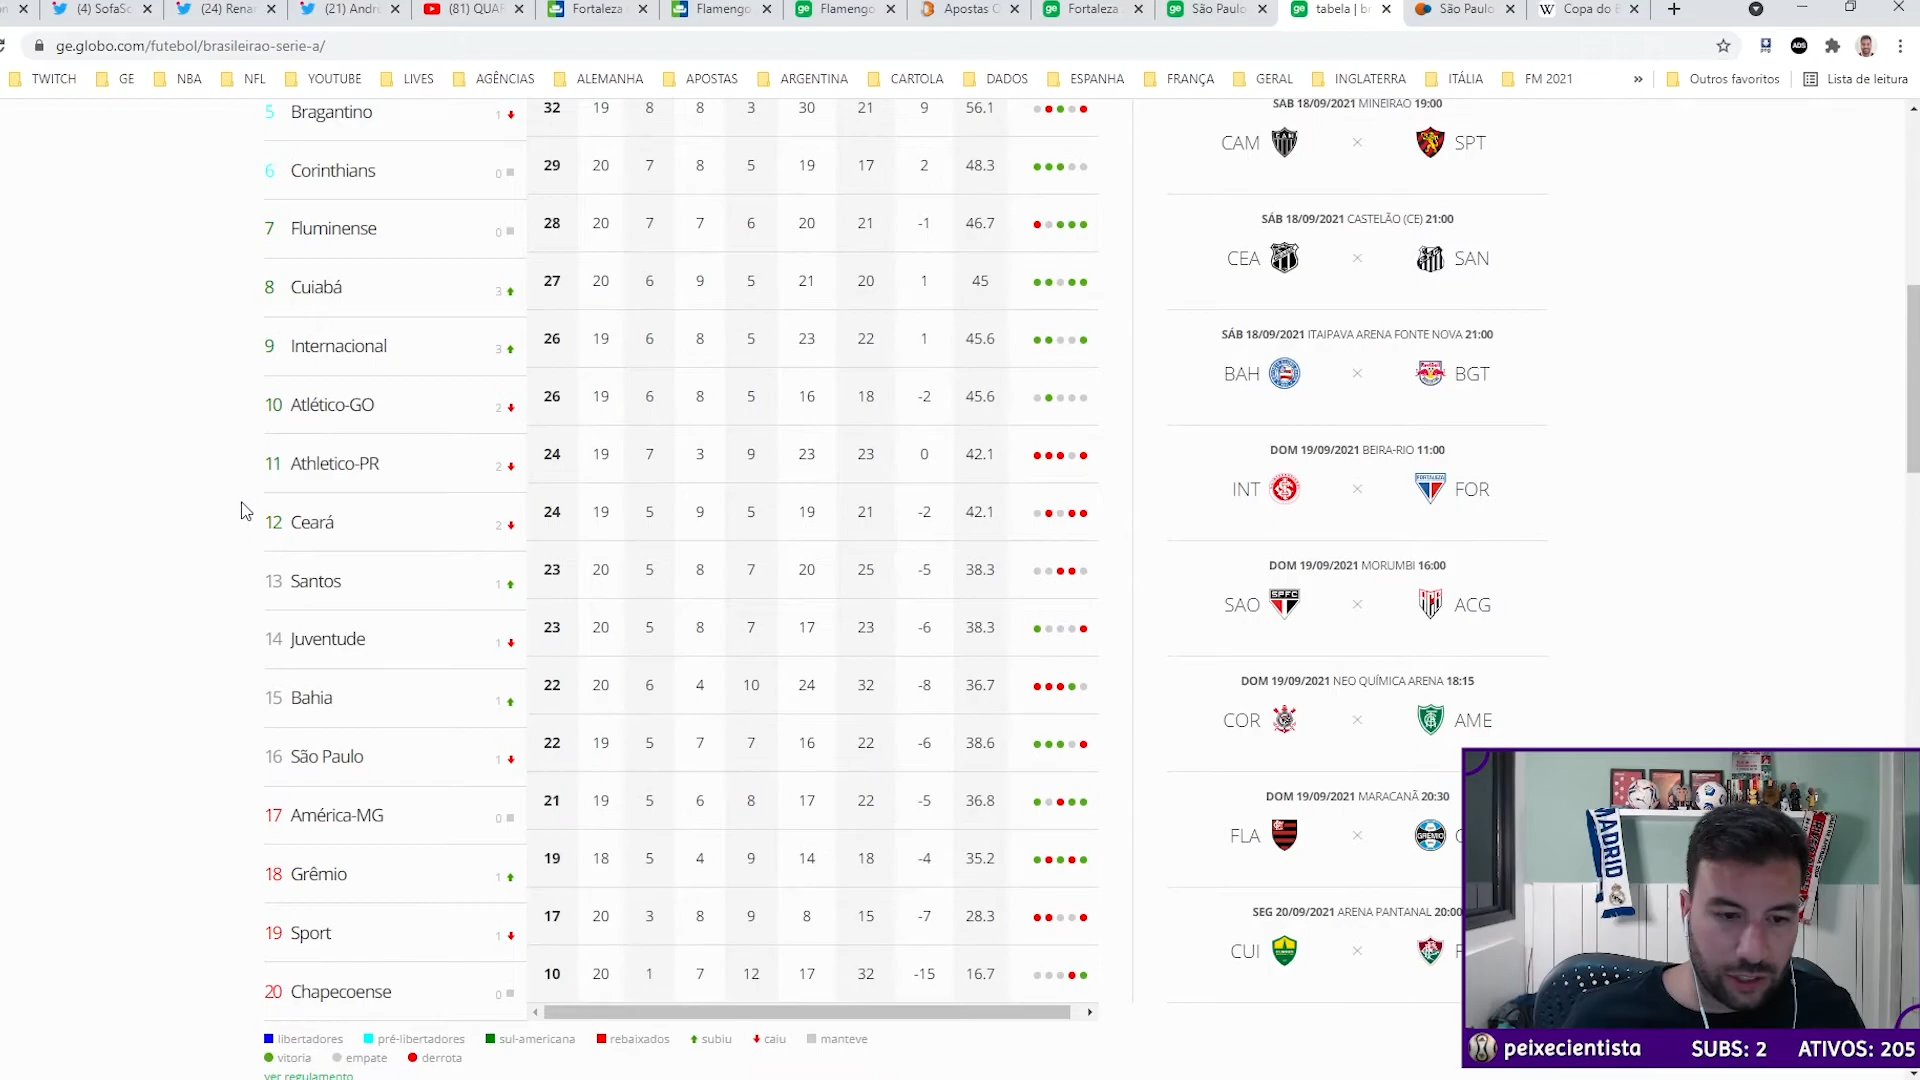 (4) SofaS
(24) Rena
(21) Andr
(81) QUAR
Fortaleza
Flamengo
Flamengo
Apostas C
Fortaleza
São Paulo
tabela | br
São Paulo
W Copa do B
ge.globo.com/futebol/brasileirao-serie-a/
TWITCH GE NBA NFL YOUTUBE LIVES AGÊNCIAS ALEMANHA APOSTAS ARGENTINA CARTOLA DADOS ESPANHA FRANÇA GERAL INGLATERRA ITÁLIA FM 2021 » Outros favoritos Lista de leitura
5 Bragantino 1 32 19 8 8 3 30 21 9 56.1
6 Corinthians 0 29 20 7 8 5 19 17 2 48.3
7 Fluminense 0 28 20 7 7 6 20 21 -1 46.7
8 Cuiabá 3 27 20 6 9 5 21 20 1 45
9 Internacional 3 26 19 6 8 5 23 22 1 45.6
10 Atlético-GO 2 26 19 6 8 5 16 18 -2 45.6
11 Athletico-PR 2 24 19 7 3 9 23 23 0 42.1
12 Ceará 2 24 19 5 9 5 19 21 -2 42.1
13 Santos 1 23 20 5 8 7 20 25 -5 38.3
14 Juventude 1 23 20 5 8 7 17 23 -6 38.3
15 Bahia 1 22 20 6 4 10 24 32 -8 36.7
16 São Paulo 1 22 19 5 7 7 16 22 -6 38.6
17 América-MG 0 21 19 5 6 8 17 22 -5 36.8
18 Grêmio 1 19 18 5 4 9 14 18 -4 35.2
19 Sport 1 17 20 3 8 9 8 15 -7 28.3
20 Chapecoense 0 10 20 1 7 12 17 32 -15 16.7
libertadores pré-libertadores sul-americana rebaixados subiu caiu manteve
vitoria empate derrota
ver regulamento
SÁB 18/09/2021 MINEIRÃO 19:00
CAM × SPT
SÁB 18/09/2021 CASTELÃO (CE) 21:00
CEA × SAN
SÁB 18/09/2021 ITAIPAVA ARENA FONTE NOVA 21:00
BAH × BGT
DOM 19/09/2021 BEIRA-RIO 11:00
INT × FOR
DOM 19/09/2021 MORUMBI 16:00
SAO × ACG
DOM 19/09/2021 NEO QUÍMICA ARENA 18:15
COR × AME
DOM 19/09/2021 MARACANÃ 20:30
FLA ×
SEG 20/09/2021 ARENA PANTANAL 20:00
CUI ×
MADRID
peixecientista SUBS: 2 ATIVOS: 205